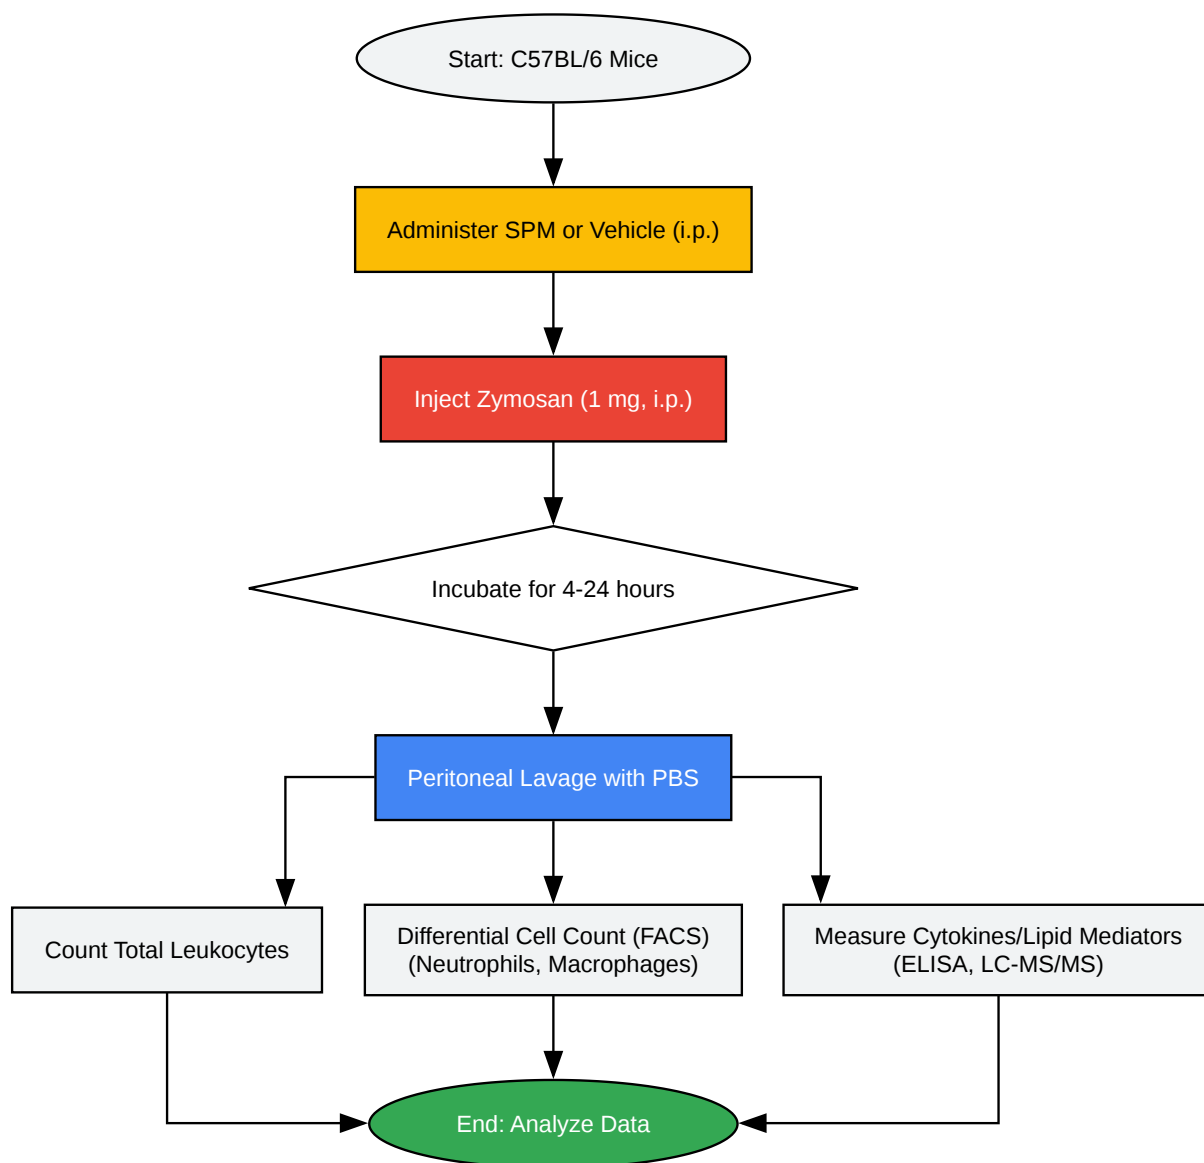 Start: C57BL/6 Mice
Administer SPM or Vehicle (i.p.)
Inject Zymosan (1 mg, i.p.)
Incubate for 4-24 hours
Peritoneal Lavage with PBS
Count Total Leukocytes
Differential Cell Count (FACS)
(Neutrophils, Macrophages)
Measure Cytokines/Lipid Mediators
(ELISA, LC-MS/MS)
End: Analyze Data